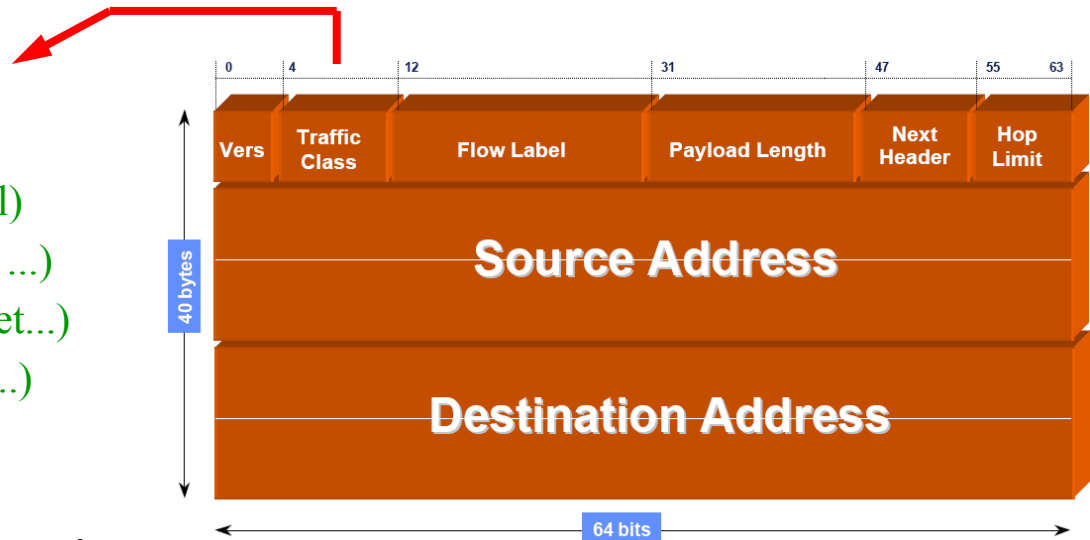 0 4 12 31 47 55 63
Vers Traffic Class Flow Label Payload Length Next Header Hop Limit
l)
...)
et...)
..)
40 bytes
Source Address
Destination Address
64 bits